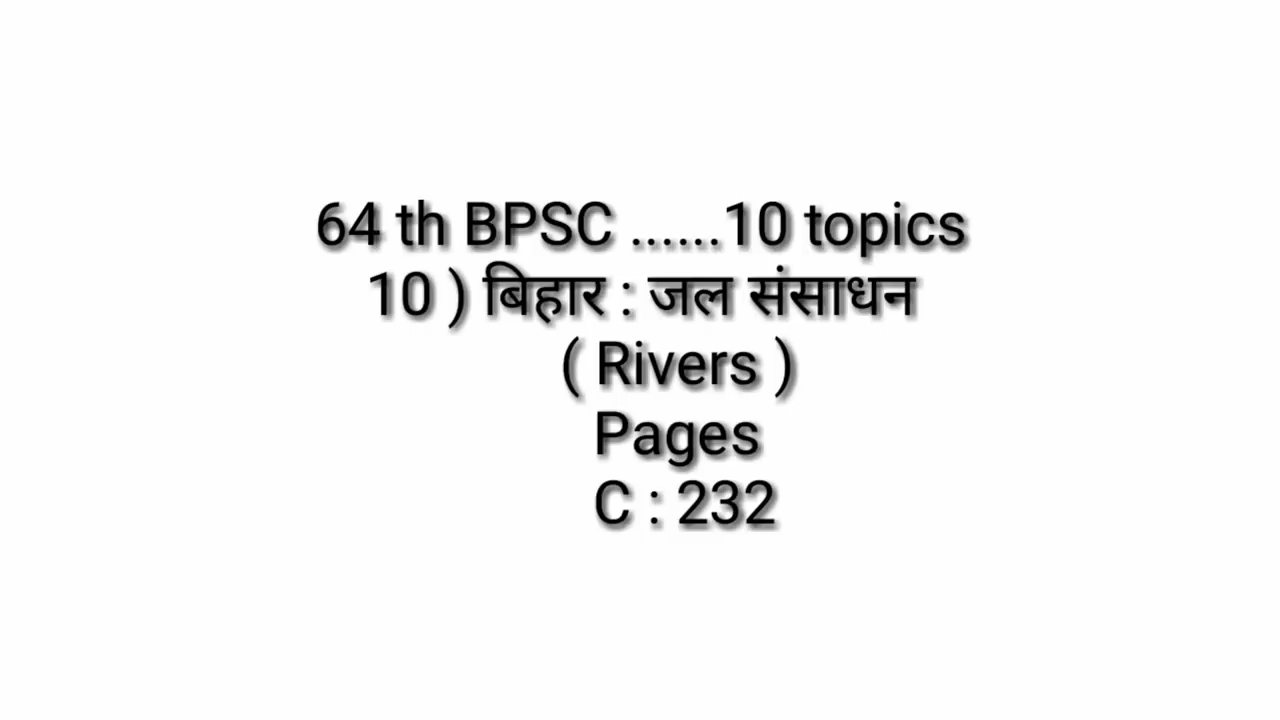 64 th BPSC ......10 topics
10 ) बिहार : जल संसाधन
( Rivers )
Pages
C : 232